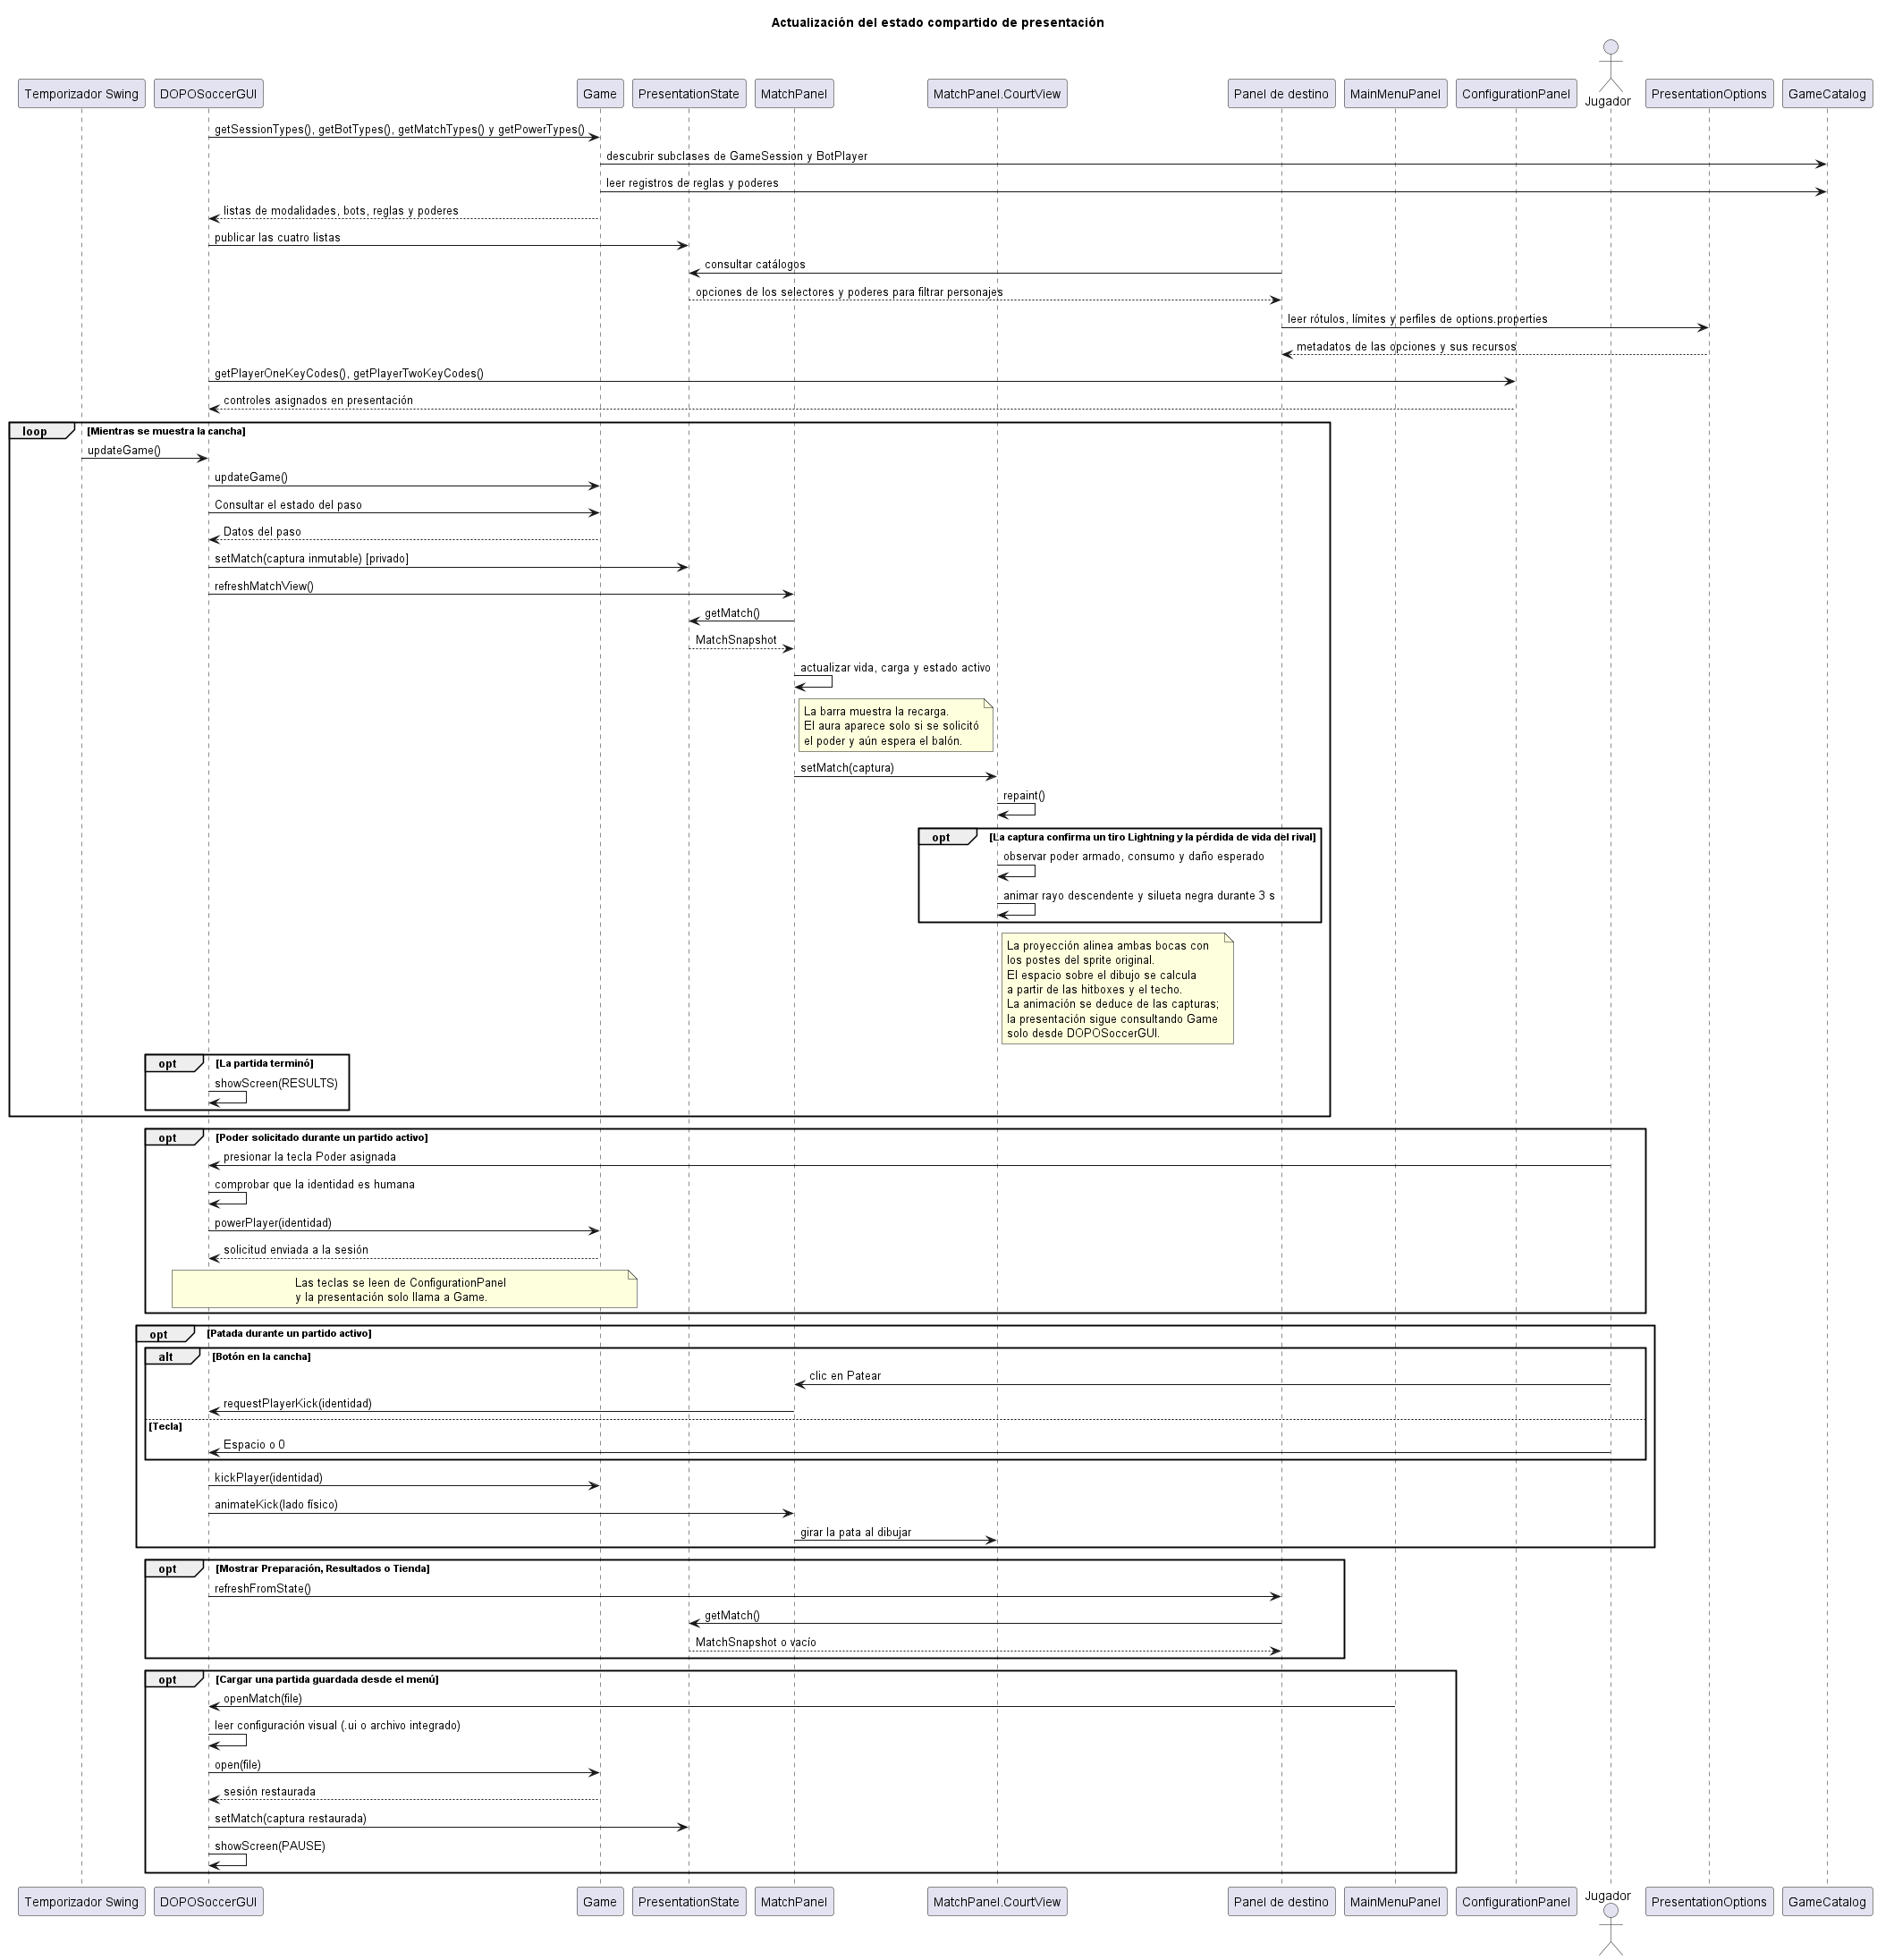 Actualización del estado compartido de presentación
Temporizador Swing
DOPOSoccerGUI
Game
PresentationState
MatchPanel
MatchPanel.CourtView
Panel de destino
MainMenuPanel
ConfigurationPanel
Jugador
PresentationOptions
GameCatalog
getSessionTypes(), getBotTypes(), getMatchTypes() y getPowerTypes()
descubrir subclases de GameSession y BotPlayer
leer registros de reglas y poderes
listas de modalidades, bots, reglas y poderes
publicar las cuatro listas
consultar catálogos
opciones de los selectores y poderes para filtrar personajes
leer rótulos, límites y perfiles de options.properties
metadatos de las opciones y sus recursos
getPlayerOneKeyCodes(), getPlayerTwoKeyCodes()
controles asignados en presentación
loop [Mientras se muestra la cancha]
updateGame()
updateGame()
Consultar el estado del paso
Datos del paso
setMatch(captura inmutable) [privado]
refreshMatchView()
getMatch()
MatchSnapshot
actualizar vida, carga y estado activo
La barra muestra la recarga.
El aura aparece solo si se solicitó
el poder y aún espera el balón.
setMatch(captura)
repaint()
opt [La captura confirma un tiro Lightning y la pérdida de vida del rival]
observar poder armado, consumo y daño esperado
animar rayo descendente y silueta negra durante 3 s
La proyección alinea ambas bocas con
los postes del sprite original.
El espacio sobre el dibujo se calcula
a partir de las hitboxes y el techo.
La animación se deduce de las capturas;
la presentación sigue consultando Game
solo desde DOPOSoccerGUI.
opt [La partida terminó]
showScreen(RESULTS)
opt [Poder solicitado durante un partido activo]
presionar la tecla Poder asignada
comprobar que la identidad es humana
powerPlayer(identidad)
solicitud enviada a la sesión
Las teclas se leen de ConfigurationPanel
y la presentación solo llama a Game.
opt [Patada durante un partido activo]
alt [Botón en la cancha]
clic en Patear
requestPlayerKick(identidad)
[Tecla]
Espacio o 0
kickPlayer(identidad)
animateKick(lado físico)
girar la pata al dibujar
opt [Mostrar Preparación, Resultados o Tienda]
refreshFromState()
getMatch()
MatchSnapshot o vacío
opt [Cargar una partida guardada desde el menú]
openMatch(file)
leer configuración visual (.ui o archivo integrado)
open(file)
sesión restaurada
setMatch(captura restaurada)
showScreen(PAUSE)
Temporizador Swing
DOPOSoccerGUI
Game
PresentationState
MatchPanel
MatchPanel.CourtView
Panel de destino
MainMenuPanel
ConfigurationPanel
Jugador
PresentationOptions
GameCatalog